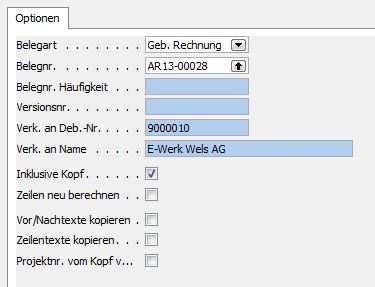 Optionen
Belegart . . . . . . . . Geb. Rechnung
Belegnr. . . . . . . . . AR13-00028
Belegnr. Häufigkeit . . . .
Versionsnr. . . . . . . .
Verk. an Deb.-Nr. . . . . 9000010
Verk. an Name . . . . . E-Werk Wels AG
Inklusive Kopf . . . . . .
Zeilen neu berechnen . . .
Vor/Nachtexte kopieren .
Zeilentexte kopieren . . .
Projektnr. vom Kopf v...